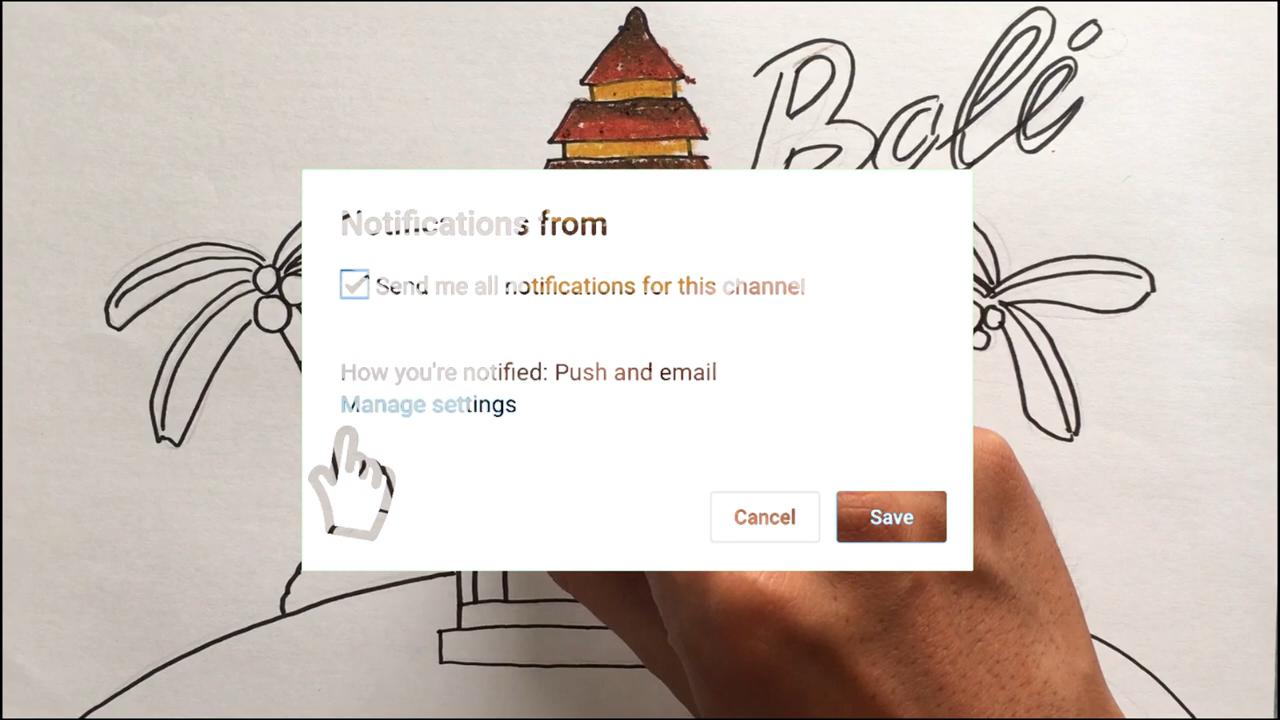 Bali
Notifications from
Send me all notifications for this channel
How you're notified: Push and email
Manage settings
Cancel
Save